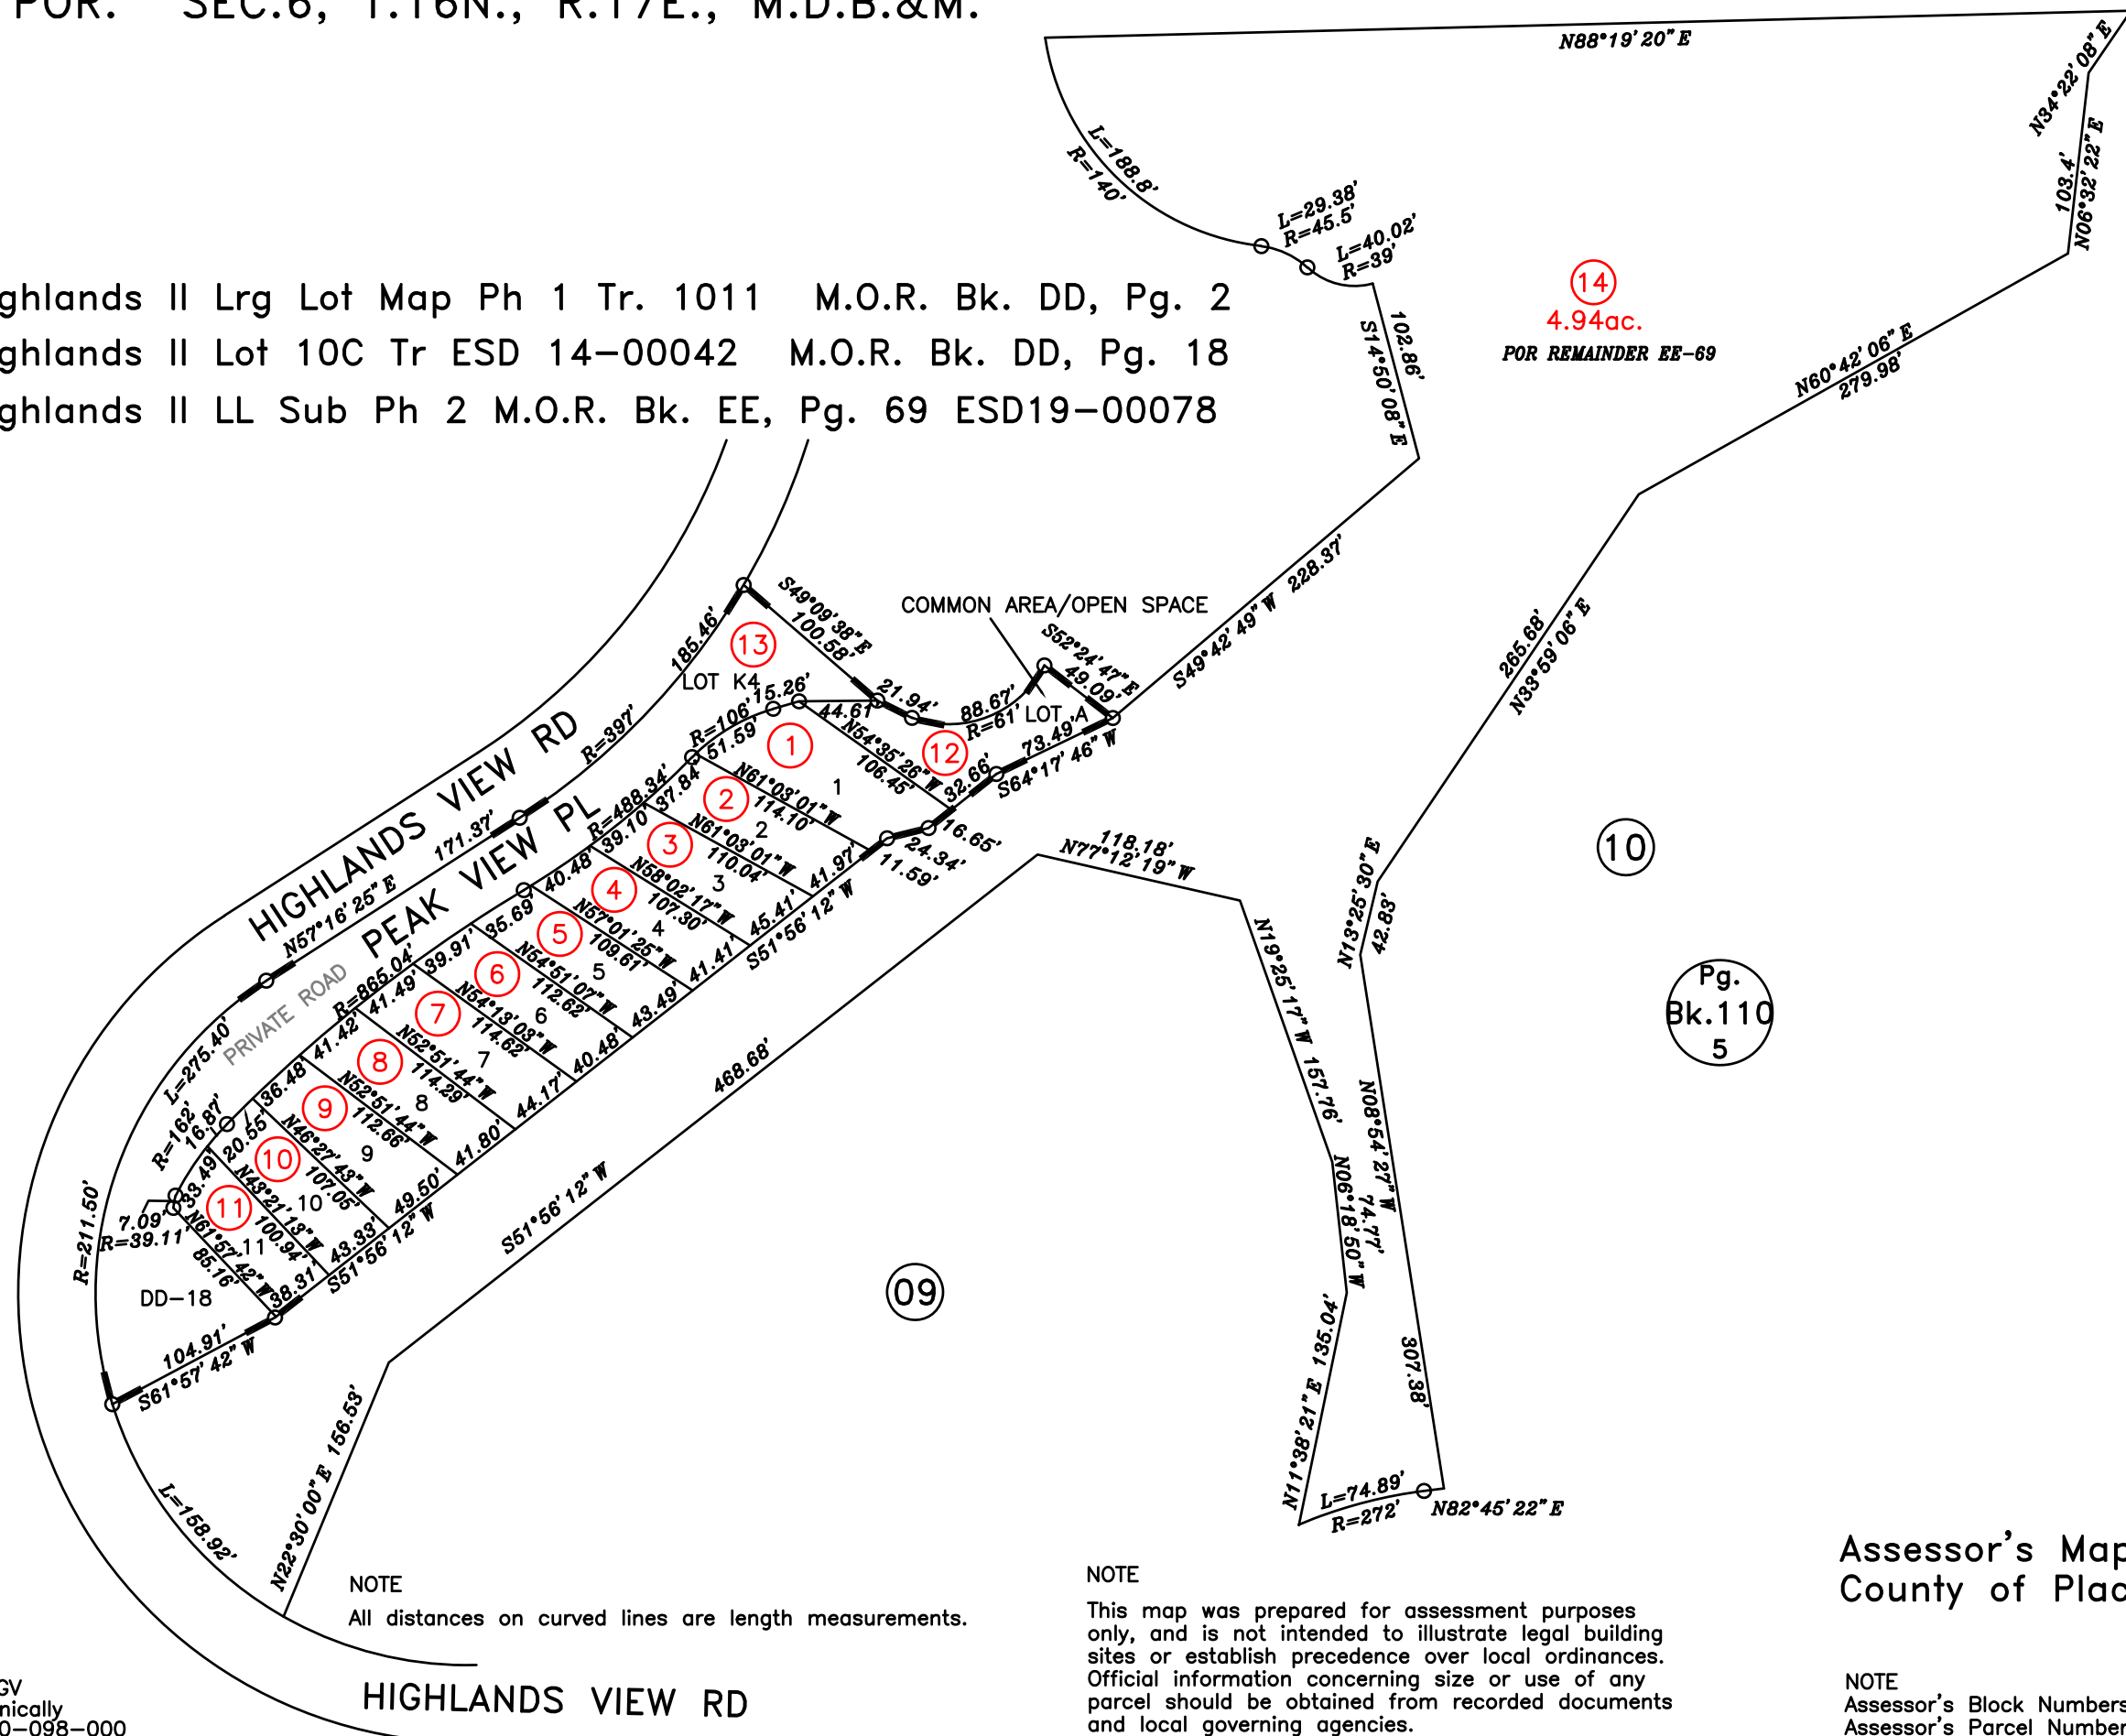 POR. SEC.6, T.16N., R.17E., M.D.B.&M.
N88°19'20"E
N34°22'08"E
103.4'
N06°32'22"E
L=188.8'
R=140'
L=29.38'
R=45.5'
L=40.02'
R=39'
102.86'
S14°50'08"E
14
4.94ac.
POR REMAINDER EE-69
N60°42'06"E
279.98'
ghlands II Lrg Lot Map Ph 1 Tr. 1011 M.O.R. Bk. DD, Pg. 2
ghlands II Lot 10C Tr ESD 14-00042 M.O.R. Bk. DD, Pg. 18
ghlands II LL Sub Ph 2 M.O.R. Bk. EE, Pg. 69 ESD19-00078
S49°09'38"E
100.58'
COMMON AREA/OPEN SPACE
S52°24'47"E
49.09'
S49°42'49"W 228.37'
265.68'
N33°59'06"E
185.46'
13
LOT K4
15.26'
21.94'
44.61
88.67'
R=61'
LOT A
73.49'
S64°17'46"W
12
32.66'
R=106'
51.59'
1
N54°35'26"W
106.45'
1
R=397'
HIGHLANDS VIEW RD
171.37'
N57°16'25"E
PEAK VIEW PL
PRIVATE ROAD
R=488.34'
37.84'
N61°03'01"W
114.10'
2
2
39.10'
N61°03'01"W
110.04'
3
3
40.48'
N58°02'17"W
107.30'
4
4
35.69'
N57°01'25"W
109.61'
5
5
39.91'
N54°51'07"W
112.62'
6
6
R=865.04'
41.49'
N54°13'03"W
114.62'
7
7
41.42'
N52°51'44"W
114.29'
8
8
36.48'
N52°51'44"W
112.66'
9
9
20.55'
16.87'
N46°27'43"W
107.05'
10
10
R=162'
33.49'
N43°21'13"W
100.94'
11
11
7.09'
R=39.11'
N61°57'42"W
85.16'
16.65'
24.34'
11.59'
41.97'
45.41'
S51°56'12"W
41.41'
43.49'
40.48'
44.17'
41.80'
49.50'
43.33'
S51°56'12"W
38.31'
L=275.40'
R=211.50'
DD-18
104.91'
S61°57'42"W
L=158.92'
N22°30'00"E 156.53'
468.68'
S51°56'12"W
118.18'
N77°12'19"W
N19°25'17"W 157.76'
N13°25'30"E
42.83'
10
Pg.
Bk.110
5
N08°54'27"W
307.38'
N06°18'50"W
74.77'
N11°38'21"E 135.04'
L=74.89'
R=272'
N82°45'22"E
09
NOTE
All distances on curved lines are length measurements.
HIGHLANDS VIEW RD
GV
nically
0-098-000
NOTE
This map was prepared for assessment purposes
only, and is not intended to illustrate legal building
sites or establish precedence over local ordinances.
Official information concerning size or use of any
parcel should be obtained from recorded documents
and local governing agencies.
Assessor's Map
County of Plac
NOTE
Assessor's Block Numbers
Assessor's Parcel Number